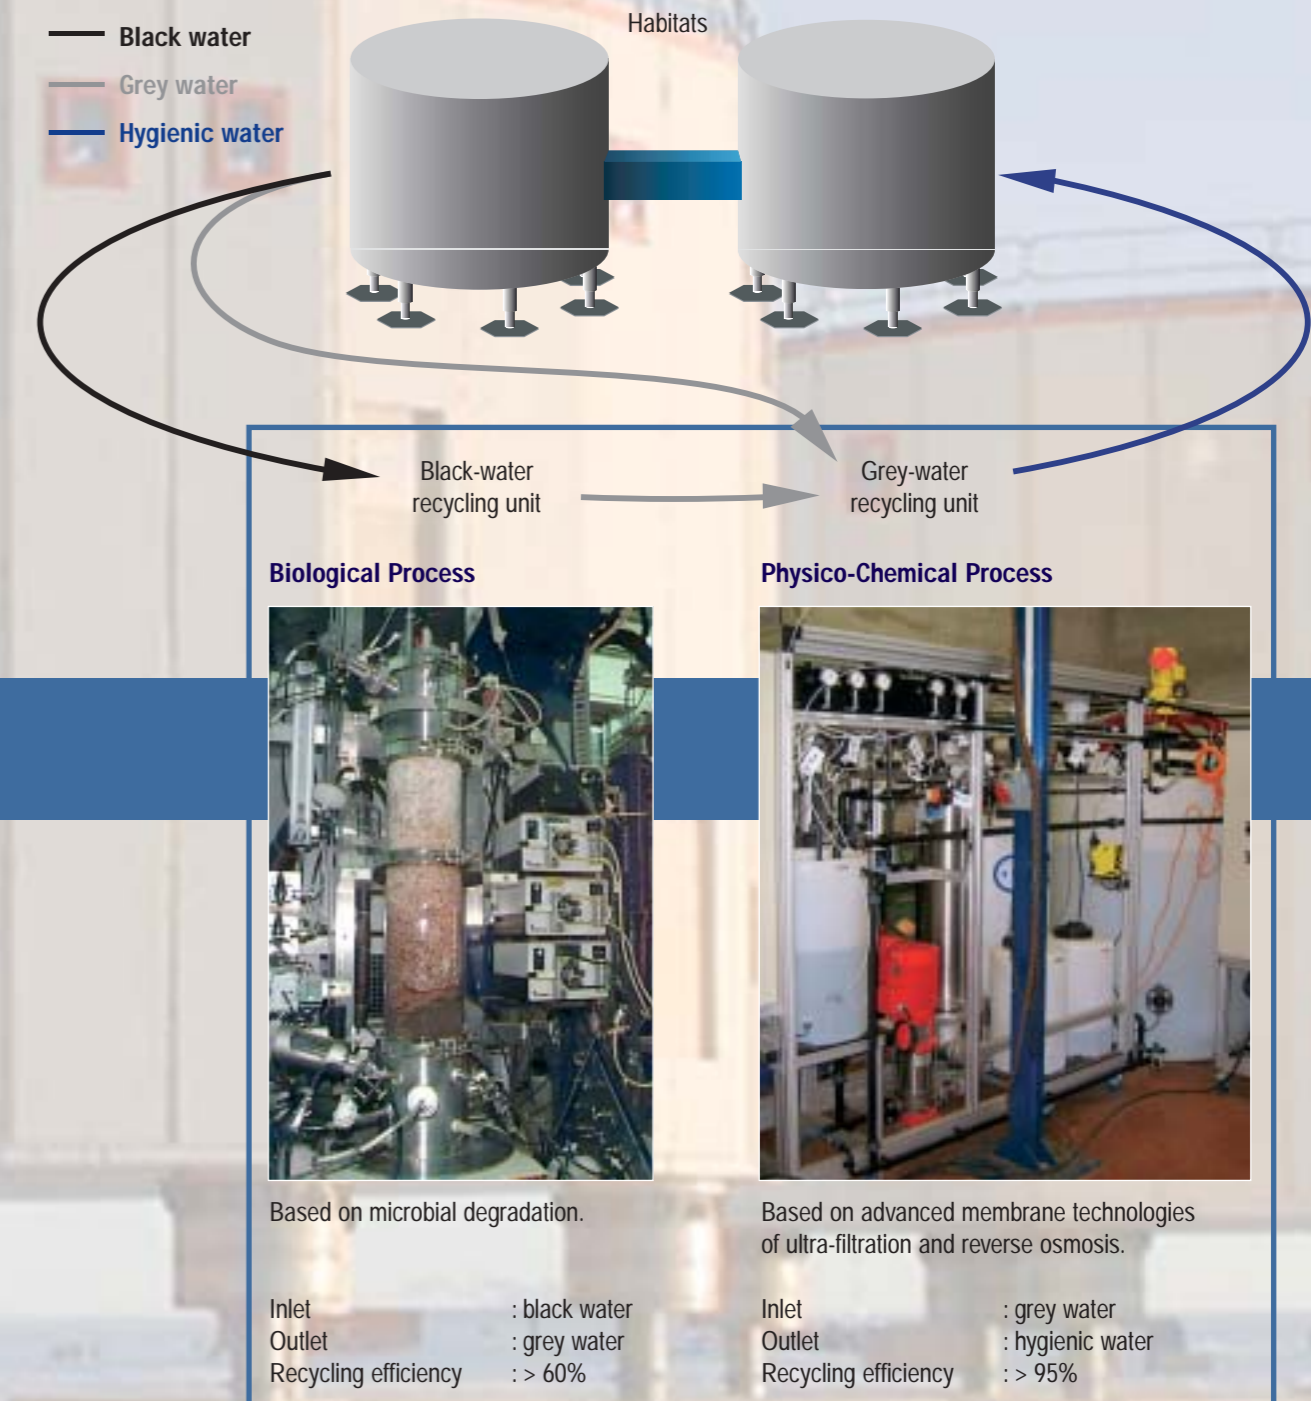 Habitats
Black water
Grey water
Hygienic water
Black-water
recycling unit
Grey-water
recycling unit
Biological Process
Physico-Chemical Process
Based on microbial degradation.
Based on advanced membrane technologies
of ultra-filtration and reverse osmosis.
Inlet : black water
Outlet : grey water
Recycling efficiency : > 60%
Inlet : grey water
Outlet : hygienic water
Recycling efficiency : > 95%